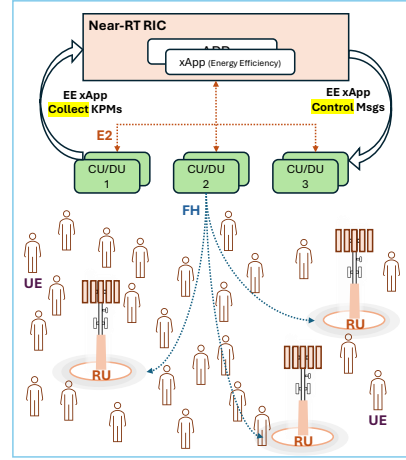 Near-RT RIC
xApp (Energy Efficiency)
EE xApp
Collect KPMs
EE xApp
Control Msgs
E2
CU/DU
1
CU/DU
2
CU/DU
3
FH
UE
RU
RU
RU
UE